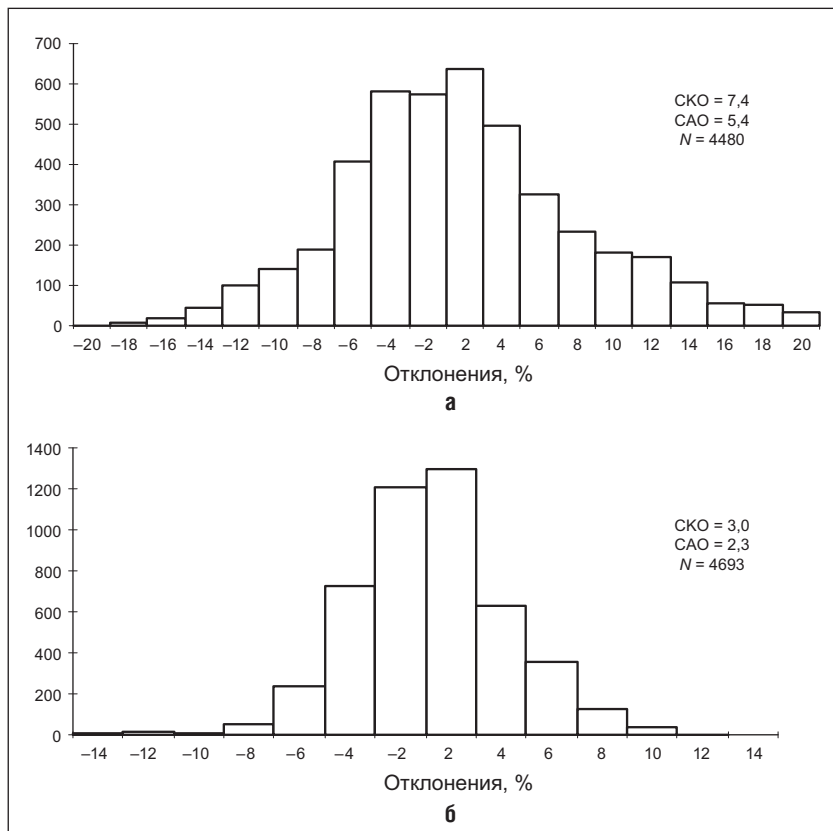 700
600
500
400
300
200
100
0
СКО = 7,4
САО = 5,4
N = 4480
–20 –18 –16 –14 –12 –10 –8 –6 –4 –2 2 4 6 8 10 12 14 16 18 20
Отклонения, %
а
1400
1200
1000
800
600
400
200
0
СКО = 3,0
САО = 2,3
N = 4693
–14 –12 –10 –8 –6 –4 –2 2 4 6 8 10 12 14
Отклонения, %
б